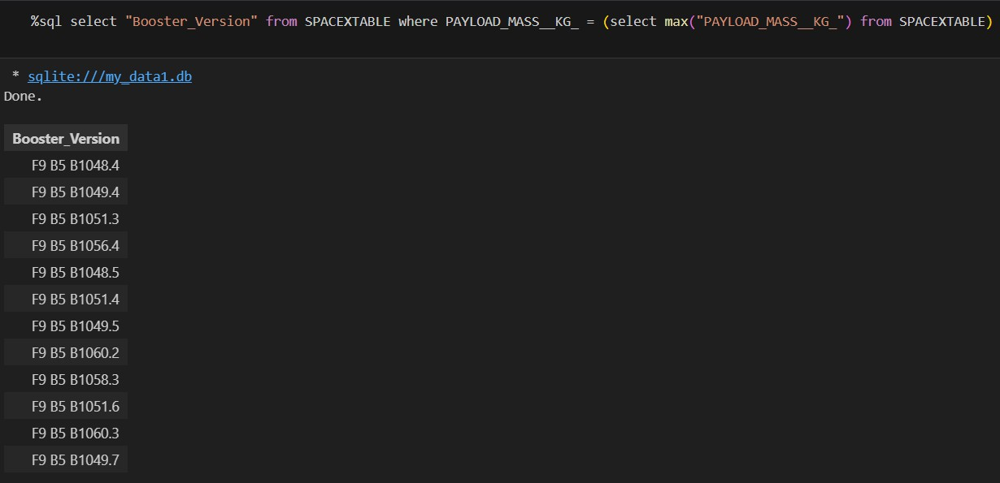 %sql select "Booster_Version" from SPACEXTABLE where PAYLOAD_MASS__KG_ = (select max("PAYLOAD_MASS__KG_") from SPACEXTABLE)
* sqlite:///my_data1.db
Done.
Booster_Version
F9 B5 B1048.4
F9 B5 B1049.4
F9 B5 B1051.3
F9 B5 B1056.4
F9 B5 B1048.5
F9 B5 B1051.4
F9 B5 B1049.5
F9 B5 B1060.2
F9 B5 B1058.3
F9 B5 B1051.6
F9 B5 B1060.3
F9 B5 B1049.7